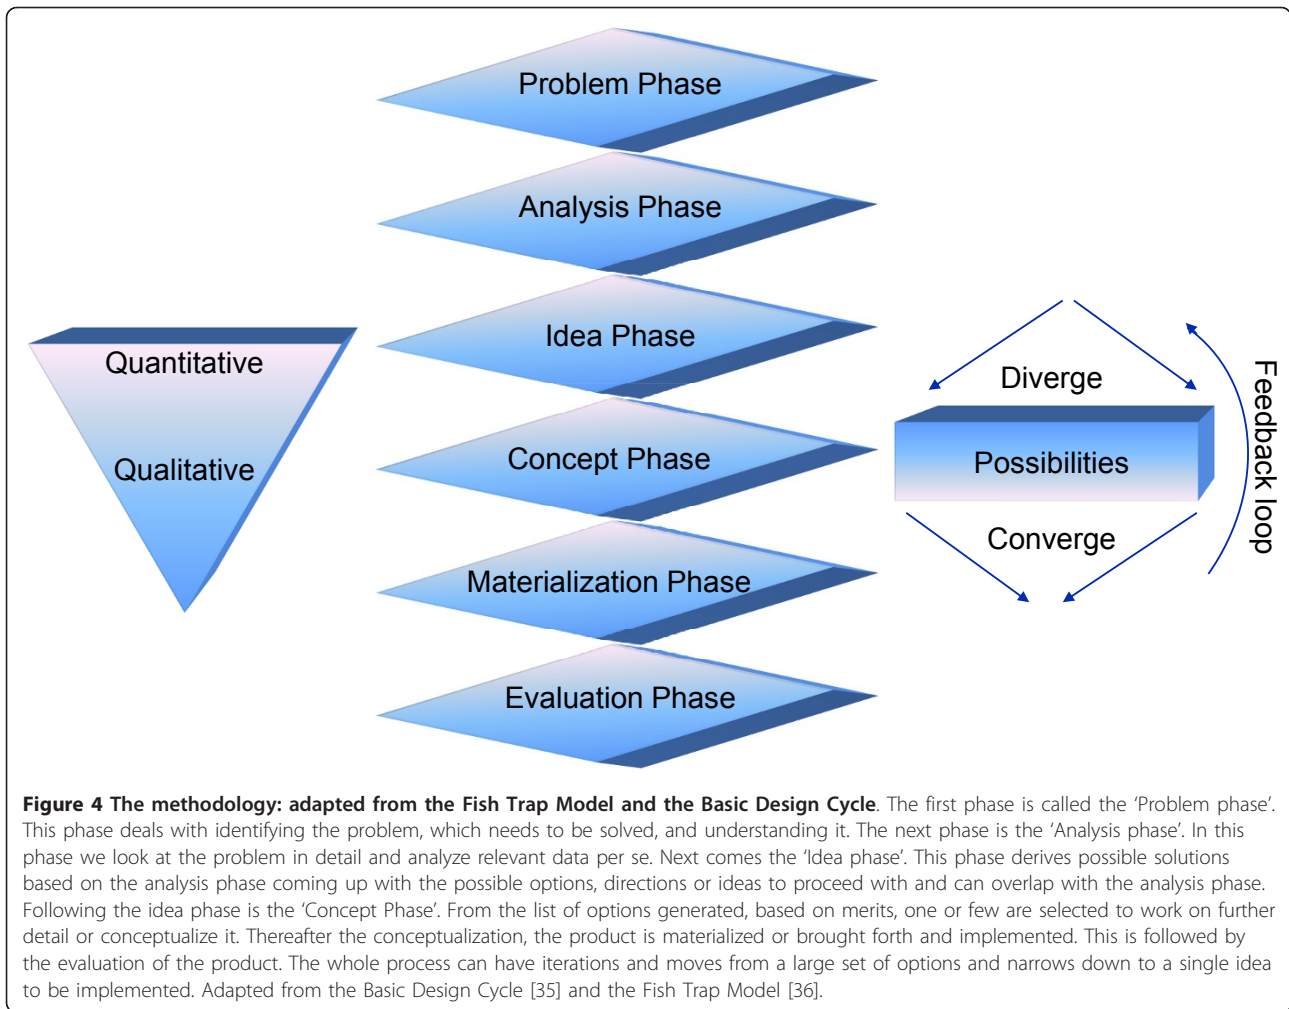 Problem Phase
Analysis Phase
Idea Phase
Concept Phase
Materialization Phase
Evaluation Phase
Quantitative
Qualitative
Diverge
Possibilities
Converge
Feedback loop
Figure 4 The methodology: adapted from the Fish Trap Model and the Basic Design Cycle. The first phase is called the ‘Problem phase’.
This phase deals with identifying the problem, which needs to be solved, and understanding it. The next phase is the ‘Analysis phase’. In this
phase we look at the problem in detail and analyze relevant data per se. Next comes the ‘Idea phase’. This phase derives possible solutions
based on the analysis phase coming up with the possible options, directions or ideas to proceed with and can overlap with the analysis phase.
Following the idea phase is the ‘Concept Phase’. From the list of options generated, based on merits, one or few are selected to work on further
detail or conceptualize it. Thereafter the conceptualization, the product is materialized or brought forth and implemented. This is followed by
the evaluation of the product. The whole process can have iterations and moves from a large set of options and narrows down to a single idea
to be implemented. Adapted from the Basic Design Cycle [35] and the Fish Trap Model [36].